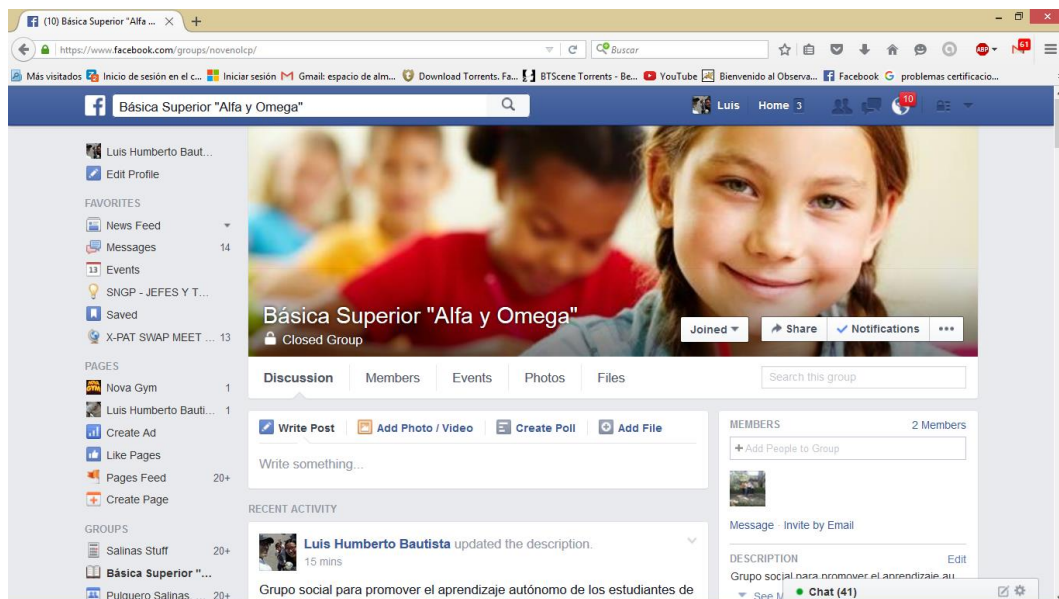 (10) Básica Superior "Alfa ...
https://www.facebook.com/groups/novenolcp/
Buscar
ABP
61
Más visitados Inicio de sesión en el c... Iniciar sesión Gmail: espacio de alm... Download Torrents. Fa... BTScene Torrents - Be... YouTube Bienvenido al Observa... Facebook problemas certificacio...
Básica Superior "Alfa y Omega"
Luis Home 3 10
Luis Humberto Baut...
Edit Profile
FAVORITES
News Feed
Messages 14
13 Events
SNGP - JEFES Y T...
Saved
X-PAT SWAP MEET ... 13
PAGES
Nova Gym 1
Luis Humberto Bauti... 1
Create Ad
Like Pages
Pages Feed 20+
Create Page
GROUPS
Salinas Stuff 20+
Básica Superior "...
Pulguero Salinas, ... 20+
Básica Superior "Alfa y Omega"
Closed Group
Joined Share Notifications
Discussion Members Events Photos Files
Search this group
Write Post Add Photo / Video Create Poll Add File
Write something...
RECENT ACTIVITY
Luis Humberto Bautista updated the description.
15 mins
Grupo social para promover el aprendizaje autónomo de los estudiantes de
MEMBERS 2 Members
+ Add People to Group
Message · Invite by Email
DESCRIPTION Edit
Grupo social para promover el aprendizaje au
See
Chat (41)